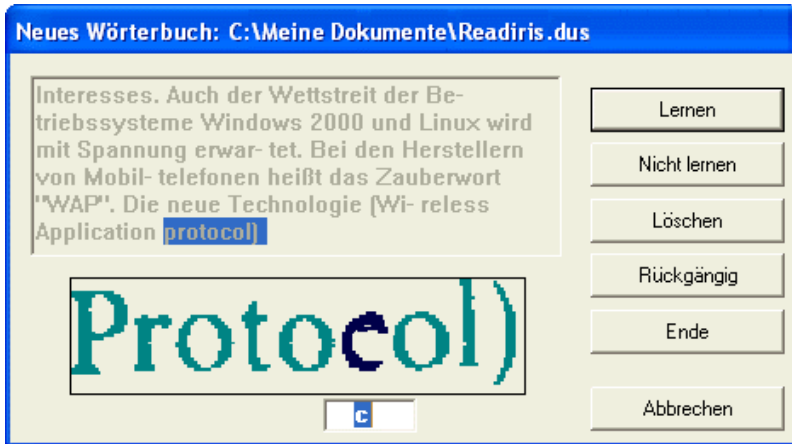 Neues Wörterbuch: C:\Meine Dokumente\Readiris.dus
Interesses. Auch der Wettstreit der Be-
triebssysteme Windows 2000 und Linux wird
mit Spannung erwar- tet. Bei den Herstellern
von Mobil- telefonen heißt das Zauberwort
"WAP". Die neue Technologie (Wi- reless
Application protocol)
Protocol)
c
Lernen
Nicht lernen
Löschen
Rückgängig
Ende
Abbrechen